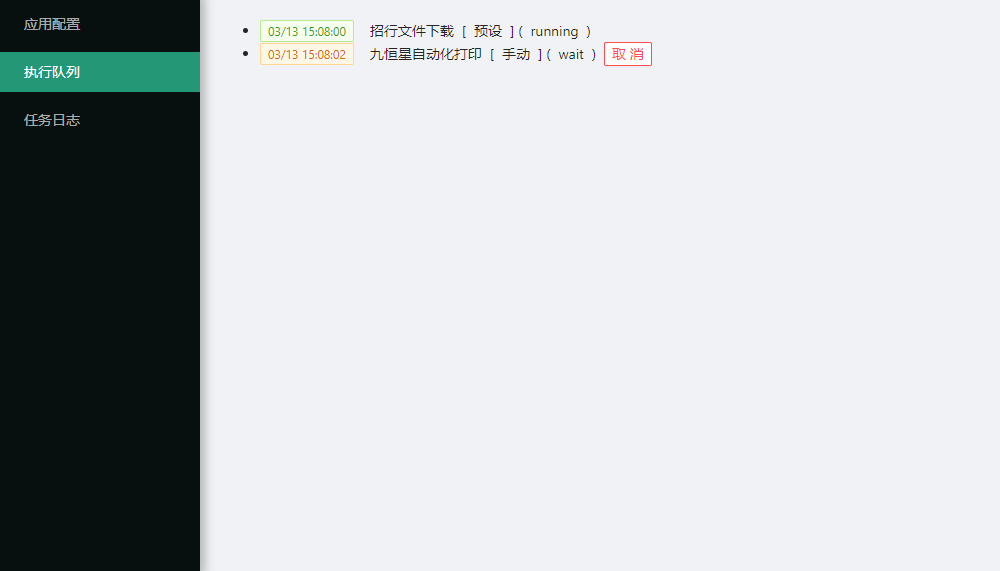 应用配置
执行队列
任务日志
03/13 15:08:00 招行文件下载 [ 预设 ] ( running )
03/13 15:08:02 九恒星自动化打印 [ 手动 ] ( wait ) 取 消